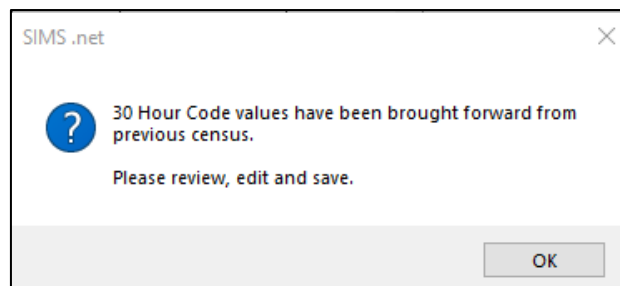 SIMS .net
30 Hour Code values have been brought forward from
previous census.
Please review, edit and save.
OK